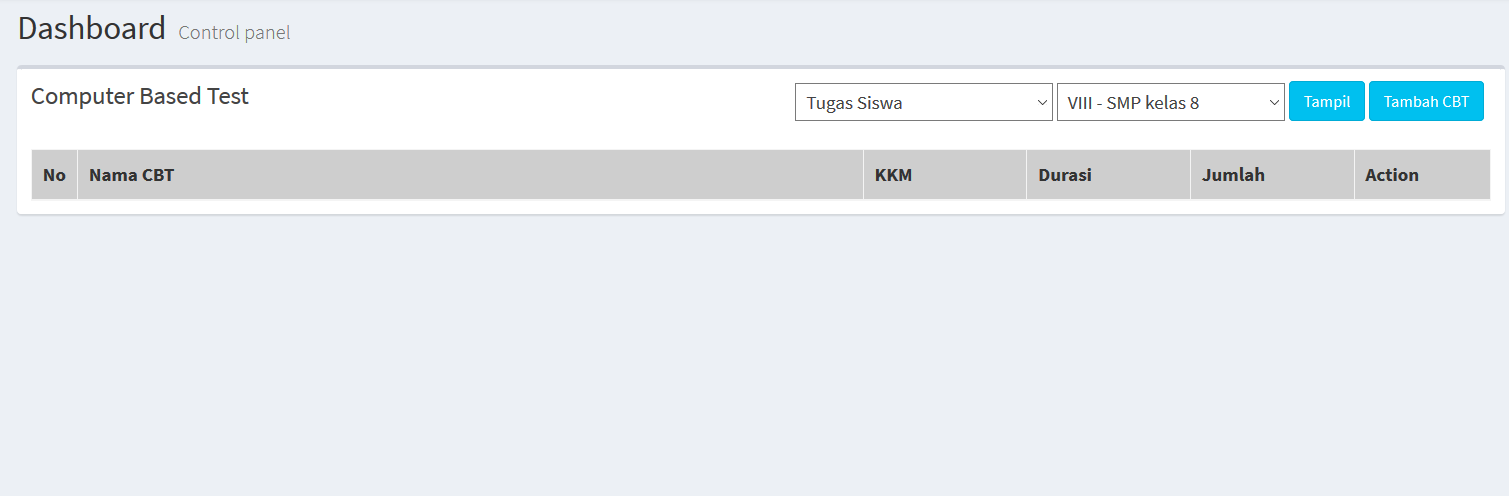 Dashboard Control panel
Computer Based Test Tugas Siswa VIII - SMP kelas 8 Tampil Tambah CBT
No Nama CBT KKM Durasi Jumlah Action